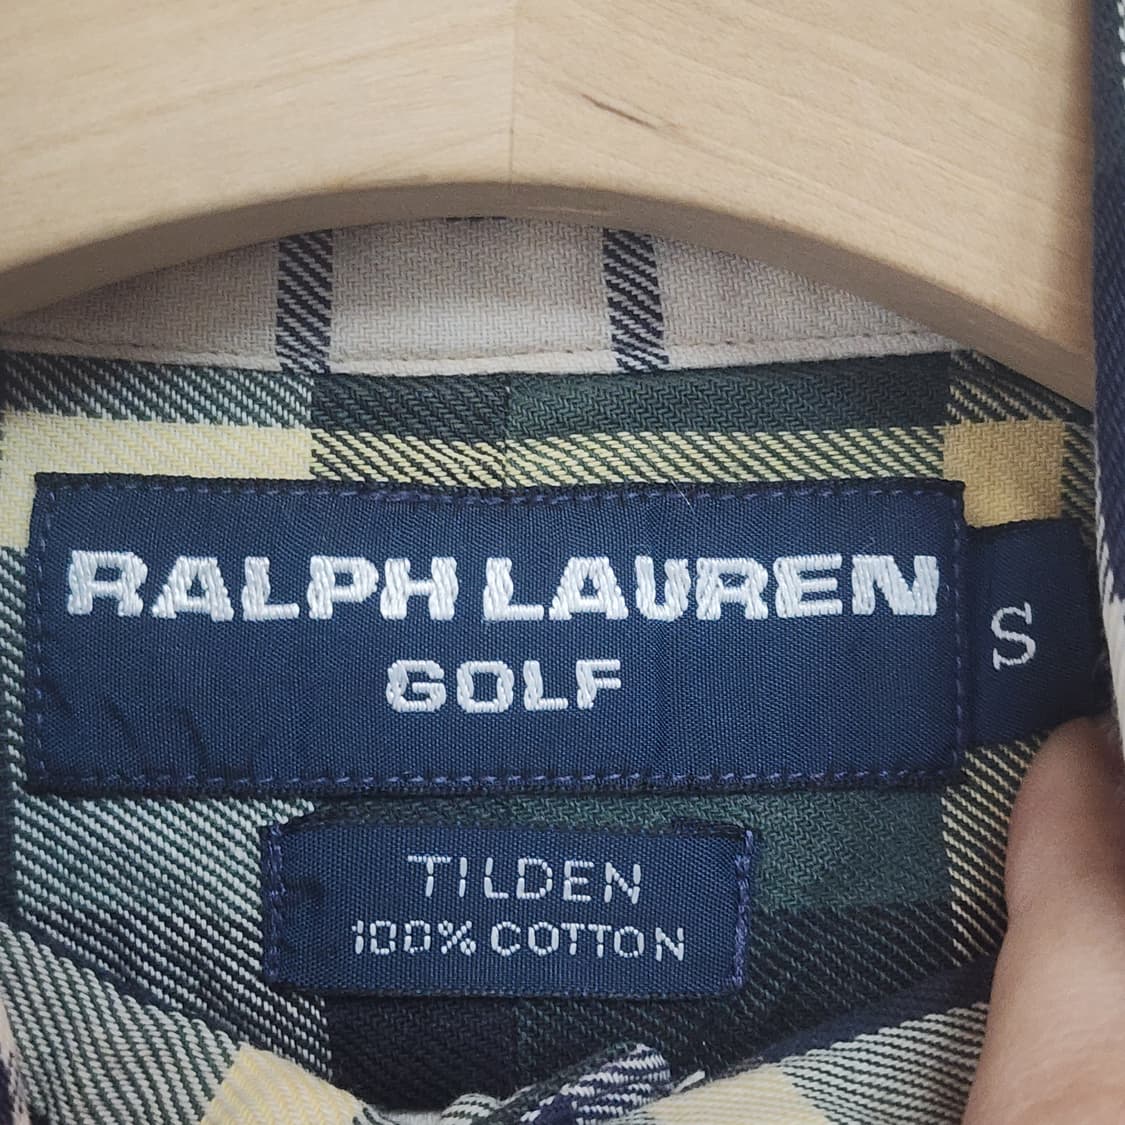 RALPH LAUREN
GOLF
S
TILDEN
100% COTTON